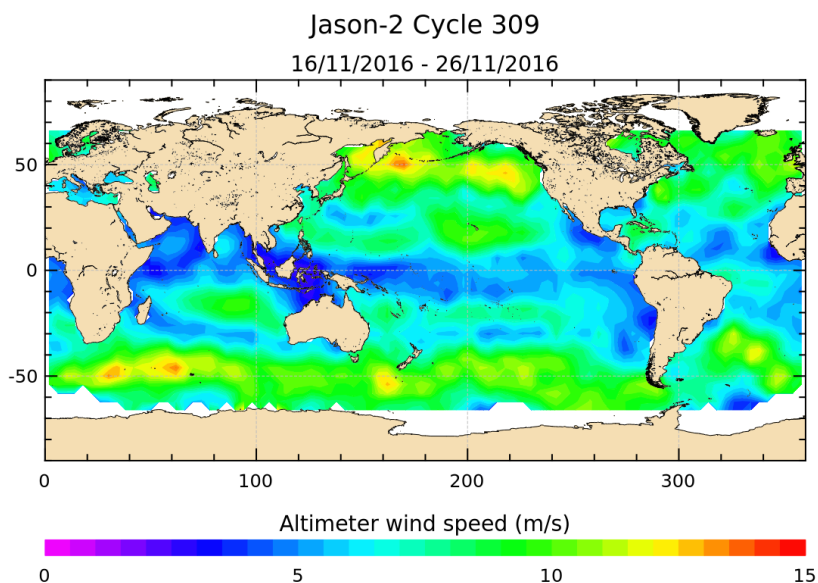 Jason-2 Cycle 309
16/11/2016 - 26/11/2016
50
0
-50
0 100 200 300
Altimeter wind speed (m/s)
0 5 10 15